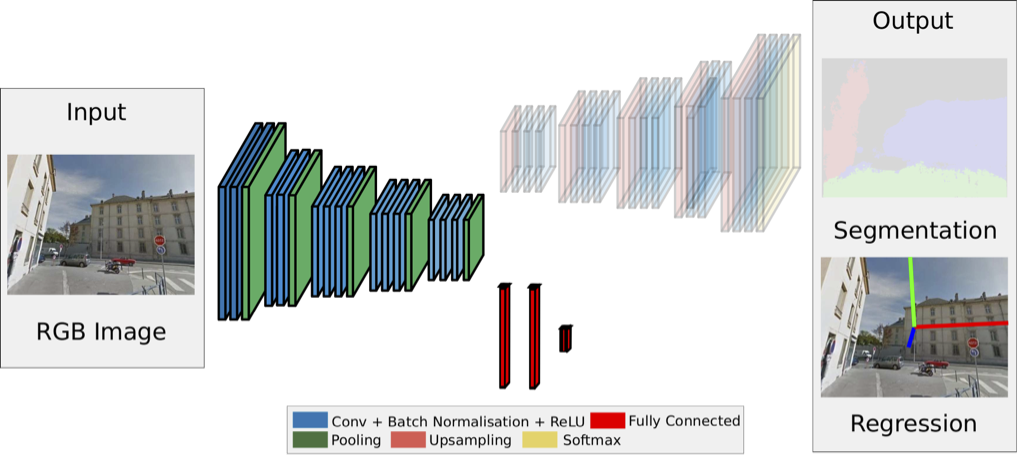 Input
RGB Image
Output
Segmentation
Regression
Conv + Batch Normalisation + ReLU Fully Connected
Pooling Upsampling Softmax